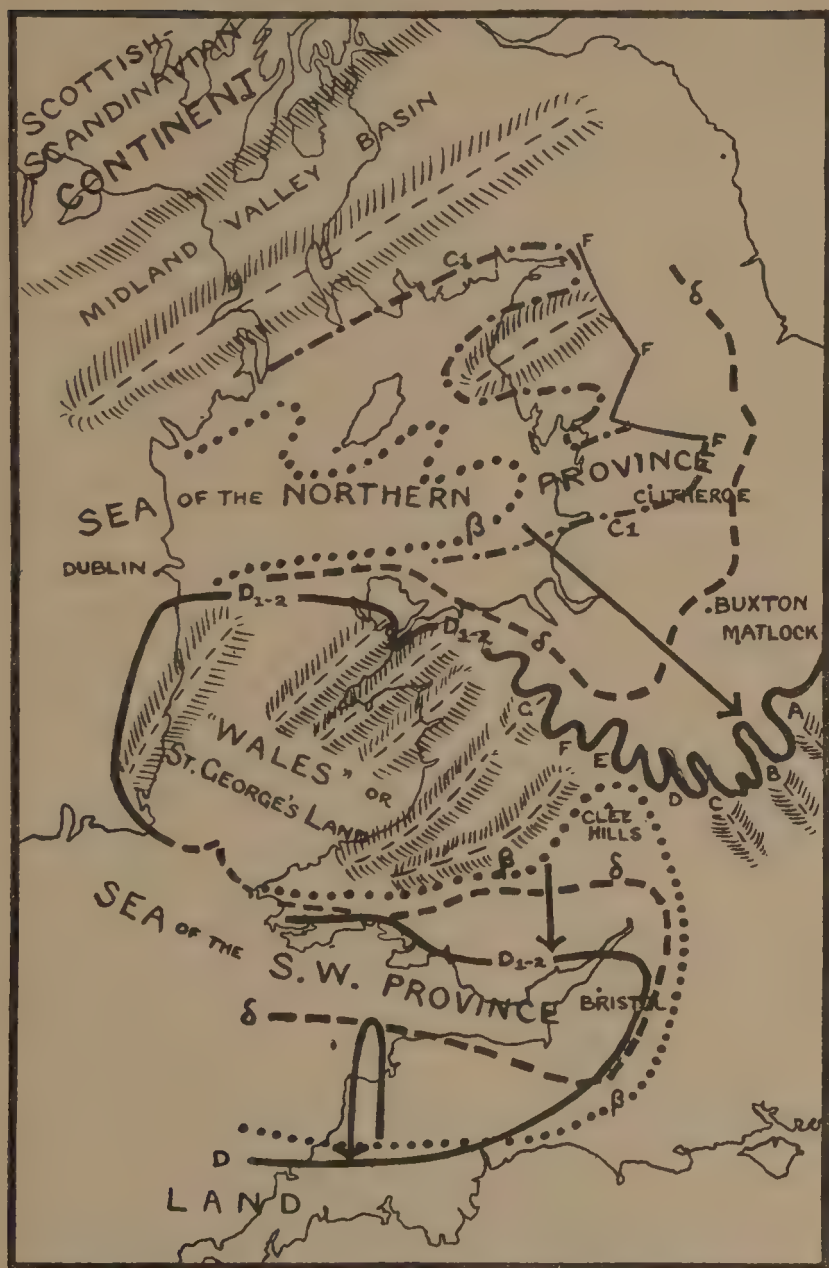 SCOTTISH-
SCANDINAVIAN
CONTINENT
MIDLAND VALLEY BASIN
C1
F
δ
F
F
SEA OF THE NORTHERN PROVINCE
CLITHEROE
β
C1
DUBLIN
D1-2
D1-2
δ
BUXTON
MATLOCK
A
"WALES" OR
ST. GEORGE'S LAND
G
F
E
D
C
B
CLEE
HILLS
β
δ
SEA OF THE
S.W. PROVINCE
D1-2
BRISTOL
δ
β
D
LAND